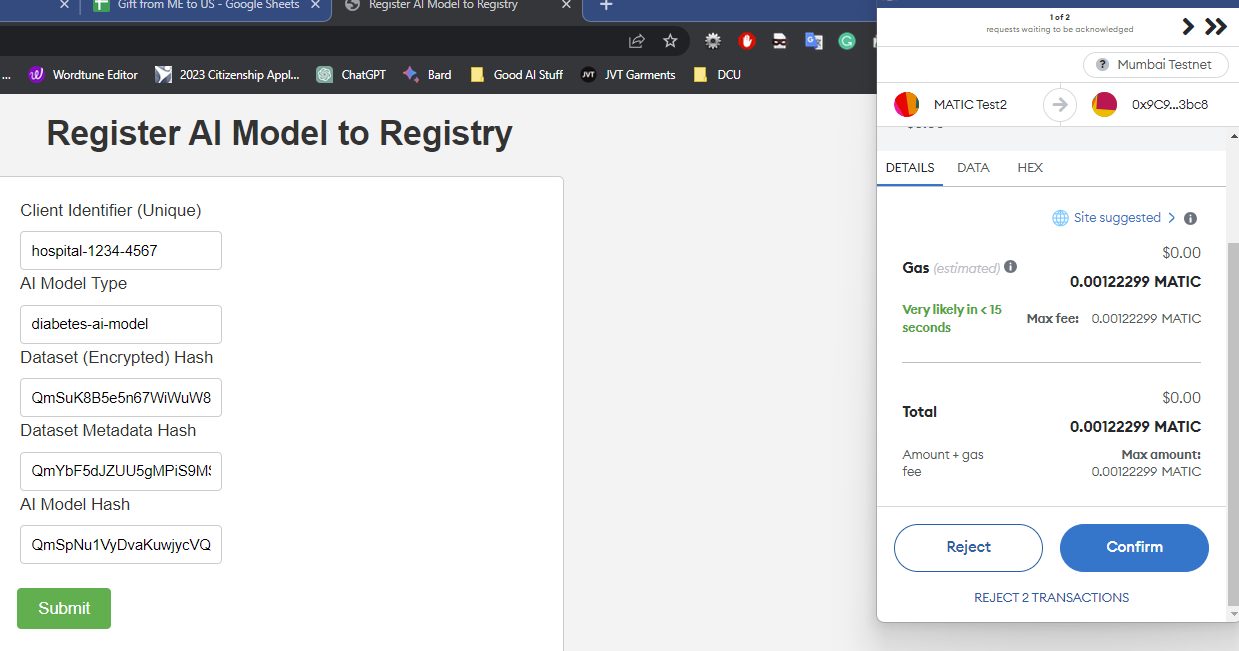 Gift from ME to US - Google Sheets
Register AI Model to Registry
... Wordtune Editor 2023 Citizenship Appl... ChatGPT Bard Good AI Stuff JVT JVT Garments DCU
Register AI Model to Registry
Client Identifier (Unique)
hospital-1234-4567
AI Model Type
diabetes-ai-model
Dataset (Encrypted) Hash
QmSuK8B5e5n67WiWuW8
Dataset Metadata Hash
QmYbF5dJZUU5gMPiS9M
AI Model Hash
QmSpNu1VyDvaKuwjycVQ
Submit
1 of 2
requests waiting to be acknowledged
Mumbai Testnet
MATIC Test2
0x9C9...3bc8
DETAILS DATA HEX
Site suggested
$0.00
Gas (estimated)
0.00122299 MATIC
Very likely in < 15
seconds
Max fee: 0.00122299 MATIC
$0.00
Total
0.00122299 MATIC
Amount + gas
fee
Max amount:
0.00122299 MATIC
Reject
Confirm
REJECT 2 TRANSACTIONS